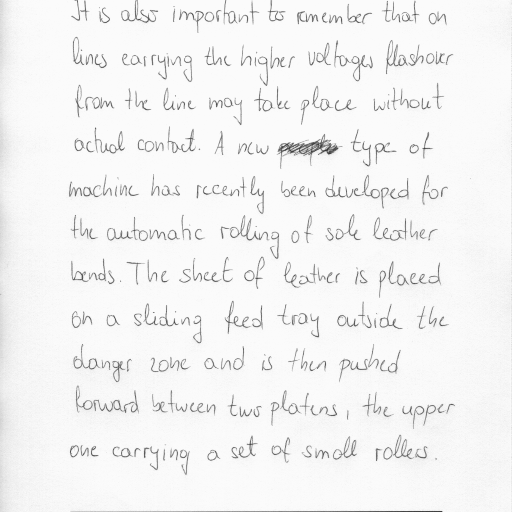 It is also important to remember that on
lines carrying the higher voltages flashover
from the line may take place without
actual contact. A new type of
machine has recently been developed for
the automatic rolling of sole leather
bends. The sheet of leather is placed
on a sliding feed tray outside the
danger zone and is then pushed
forward between two platens, the upper
one carrying a set of small rollers.